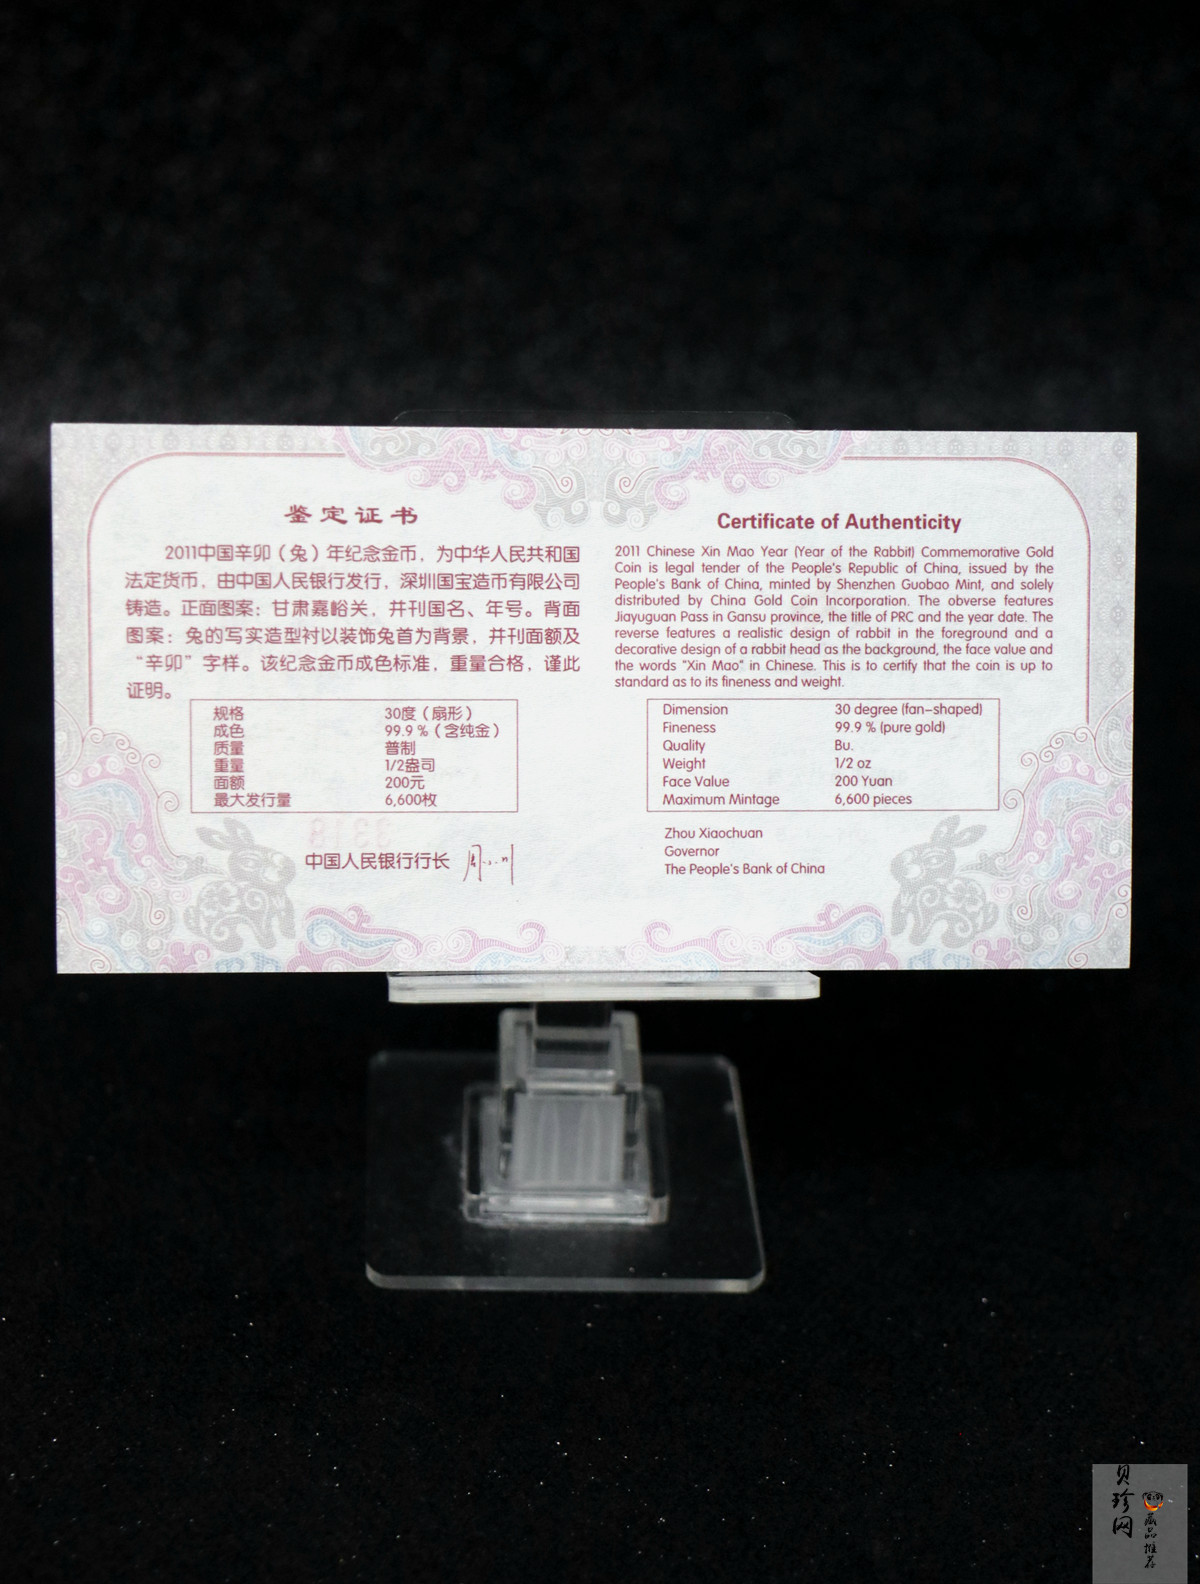 鉴定证书
2011中国辛卯（兔）年纪念金币，为中华人民共和国
法定货币，由中国人民银行发行，深圳国宝造币有限公司
铸造。正面图案：甘肃嘉峪关，并刊国名、年号。背面
图案：兔的写实造型衬以装饰兔首为背景，并刊面额及
“辛卯”字样。该纪念金币成色标准，重量合格，谨此
证明。
规格 30度（扇形）
成色 99.9 %（含纯金）
质量 普制
重量 1/2盎司
面额 200元
最大发行量 6,600枚
中国人民银行行长
Certificate of Authenticity
2011 Chinese Xin Mao Year (Year of the Rabbit) Commemorative Gold
Coin is legal tender of the People's Republic of China, issued by the
People's Bank of China, minted by Shenzhen Guobao Mint, and solely
distributed by China Gold Coin Incorporation. The obverse features
Jiayuguan Pass in Gansu province, the title of PRC and the year date. The
reverse features a realistic design of rabbit in the foreground and a
decorative design of a rabbit head as the background, the face value and
the words "Xin Mao" in Chinese. This is to certify that the coin is up to
standard as to its fineness and weight.
Dimension 30 degree (fan-shaped)
Fineness 99.9 % (pure gold)
Quality Bu.
Weight 1/2 oz
Face Value 200 Yuan
Maximum Mintage 6,600 pieces
Zhou Xiaochuan
Governor
The People's Bank of China
贝珍网
藏品推荐